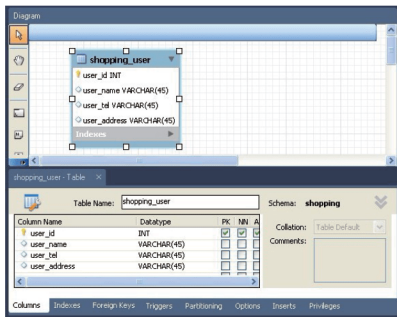 Diagram
shopping_user
user_id INT
user_name VARCHAR(45)
user_tel VARCHAR(45)
user_address VARCHAR(45)
Indexes
shopping_user - Table
Table Name: shopping_user
Schema: shopping
Column Name Datatype PK NN A
user_id INT
user_name VARCHAR(45)
user_tel VARCHAR(45)
user_address VARCHAR(45)
Collation: Table Default
Comments:
Columns Indexes Foreign Keys Triggers Partitioning Options Inserts Privileges